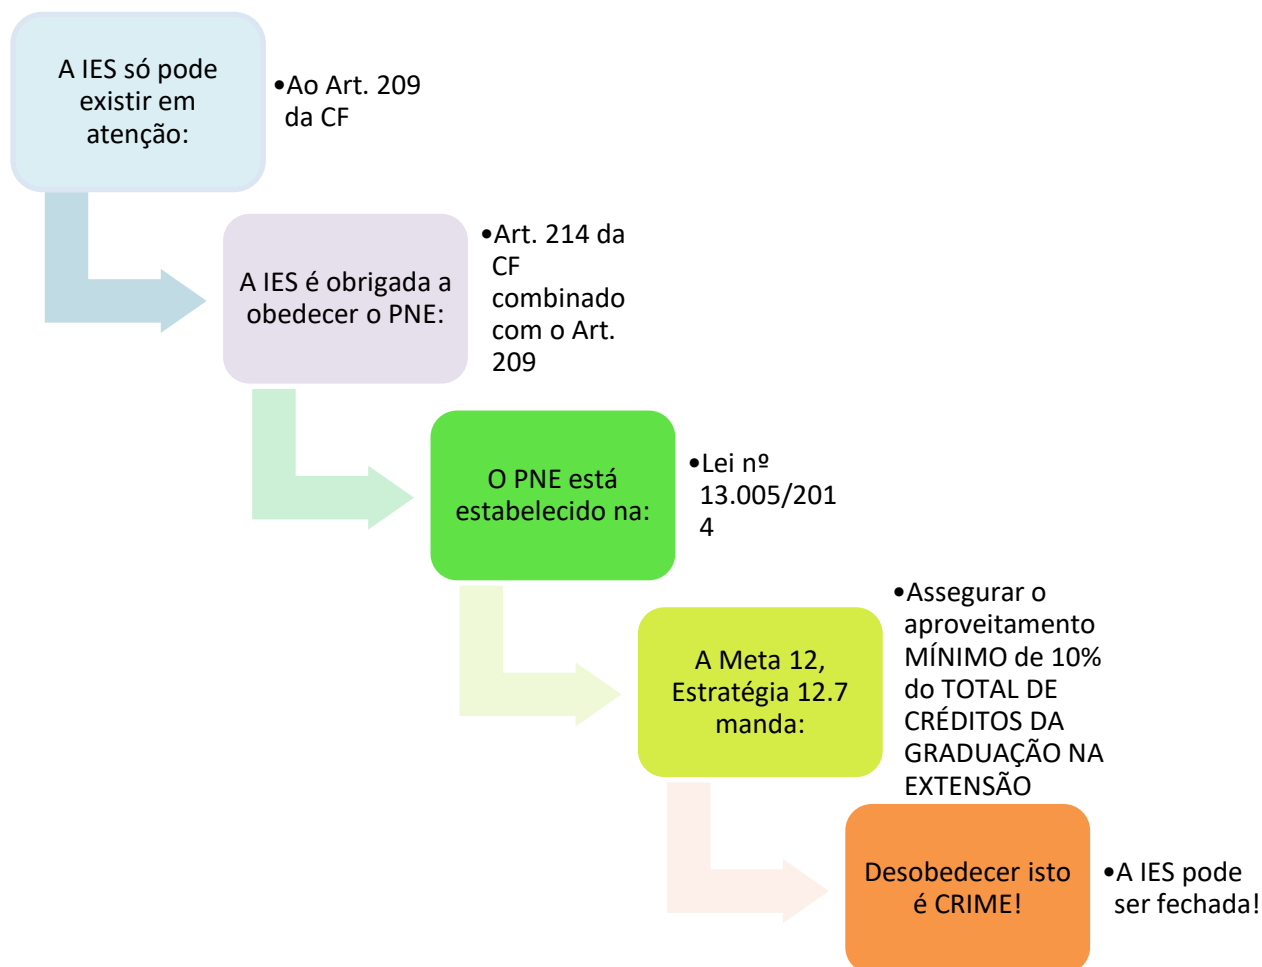 A IES só pode
existir em
atenção:
•Ao Art. 209
da CF
A IES é obrigada a
obedecer o PNE:
•Art. 214 da
CF
combinado
com o Art.
209
O PNE está
estabelecido na:
•Lei nº
13.005/201
4
A Meta 12,
Estratégia 12.7
manda:
•Assegurar o
aproveitamento
MÍNIMO de 10%
do TOTAL DE
CRÉDITOS DA
GRADUAÇÃO NA
EXTENSÃO
Desobedecer isto
é CRIME!
•A IES pode
ser fechada!